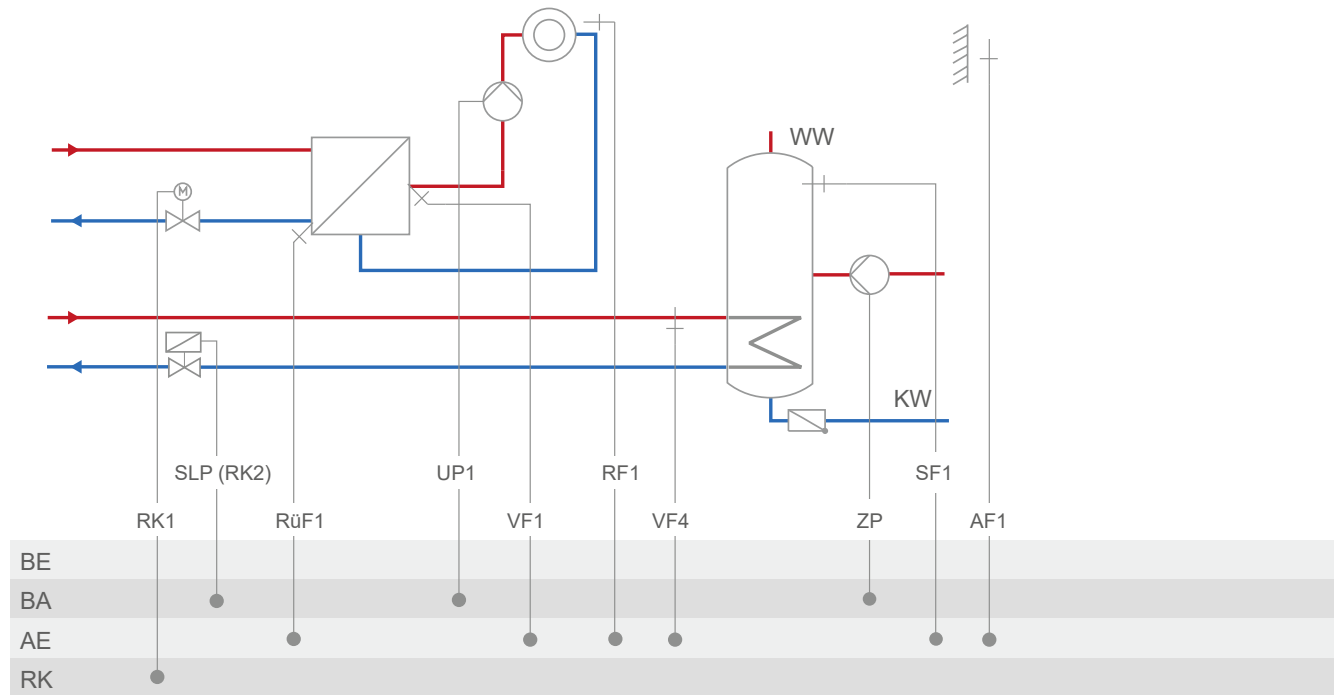 WW
M
KW
SLP (RK2) UP1 RF1 SF1
RK1 RüF1 VF1 VF4 ZP AF1
BE
BA
AE
RK